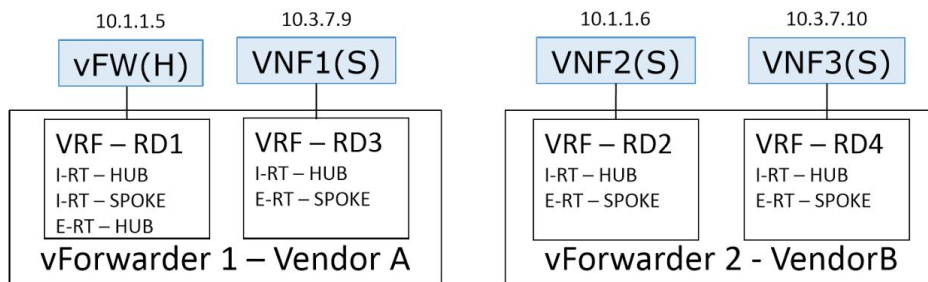 10.1.1.5
10.3.7.9
10.1.1.6
10.3.7.10
vFW(H)
VNF1(S)
VNF2(S)
VNF3(S)
VRF – RD1
I-RT – HUB
I-RT – SPOKE
E-RT – HUB
VRF – RD3
I-RT – HUB
E-RT – SPOKE
vForwarder 1 – Vendor A
VRF – RD2
I-RT – HUB
E-RT – SPOKE
VRF – RD4
I-RT – HUB
E-RT – SPOKE
vForwarder 2 - VendorB